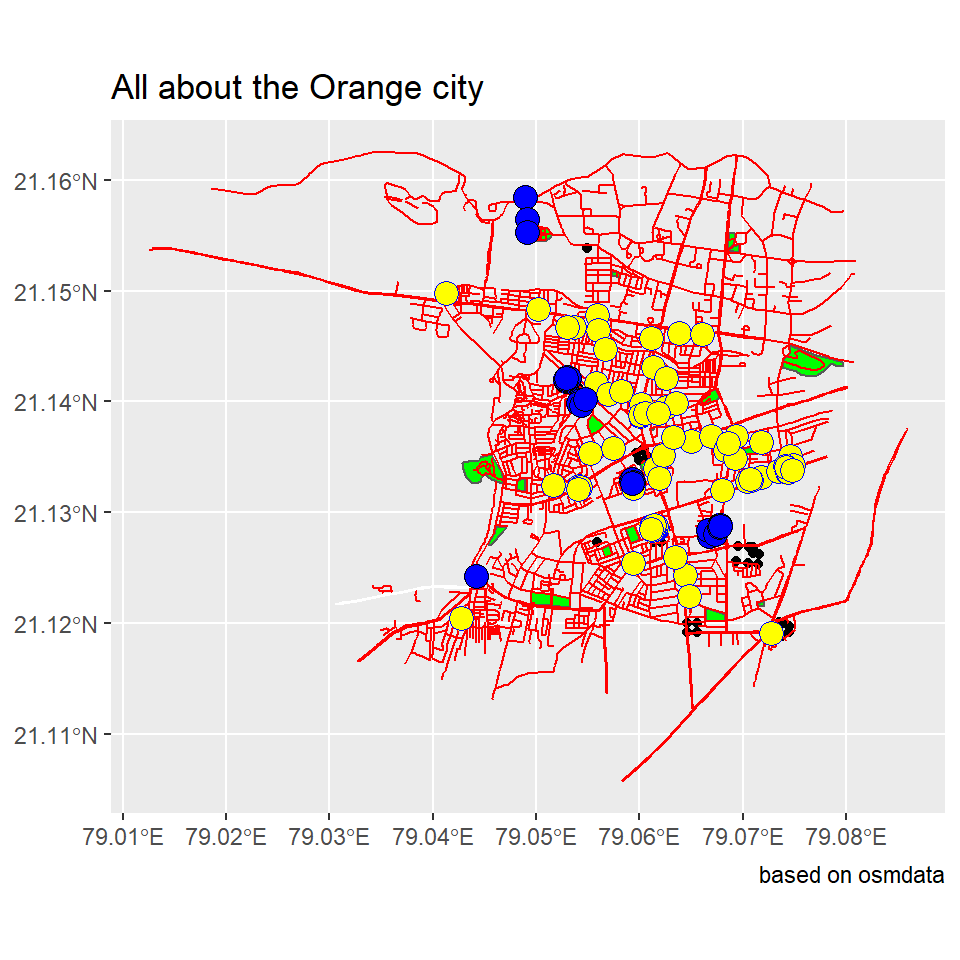 All about the Orange city
21.16°N
21.15°N
21.14°N
21.13°N
21.12°N
21.11°N
79.01°E 79.02°E 79.03°E 79.04°E 79.05°E 79.06°E 79.07°E 79.08°E
based on osmdata